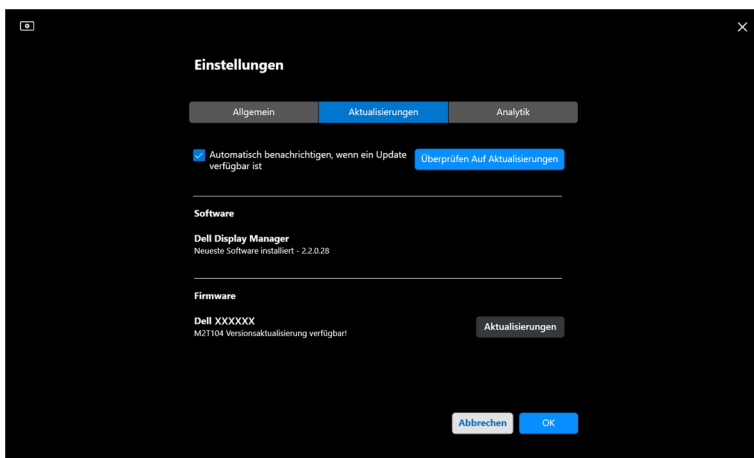 Einstellungen
Allgemein
Aktualisierungen
Analytik
Automatisch benachrichtigen, wenn ein Update
verfügbar ist
Überprüfen Auf Aktualisierungen
Software
Dell Display Manager
Neueste Software installiert - 2.2.0.28
Firmware
Dell XXXXXX
M2T104 Versionsaktualisierung verfügbar!
Aktualisierungen
Abbrechen
OK